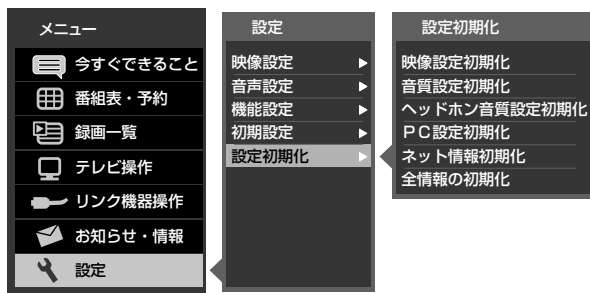 メニュー
今すぐできること
番組表・予約
録画一覧
テレビ操作
リンク機器操作
お知らせ・情報
設定
設定
映像設定
音声設定
機能設定
初期設定
設定初期化
設定初期化
映像設定初期化
音質設定初期化
ヘッドホン音質設定初期化
ＰＣ設定初期化
ネット情報初期化
全情報の初期化